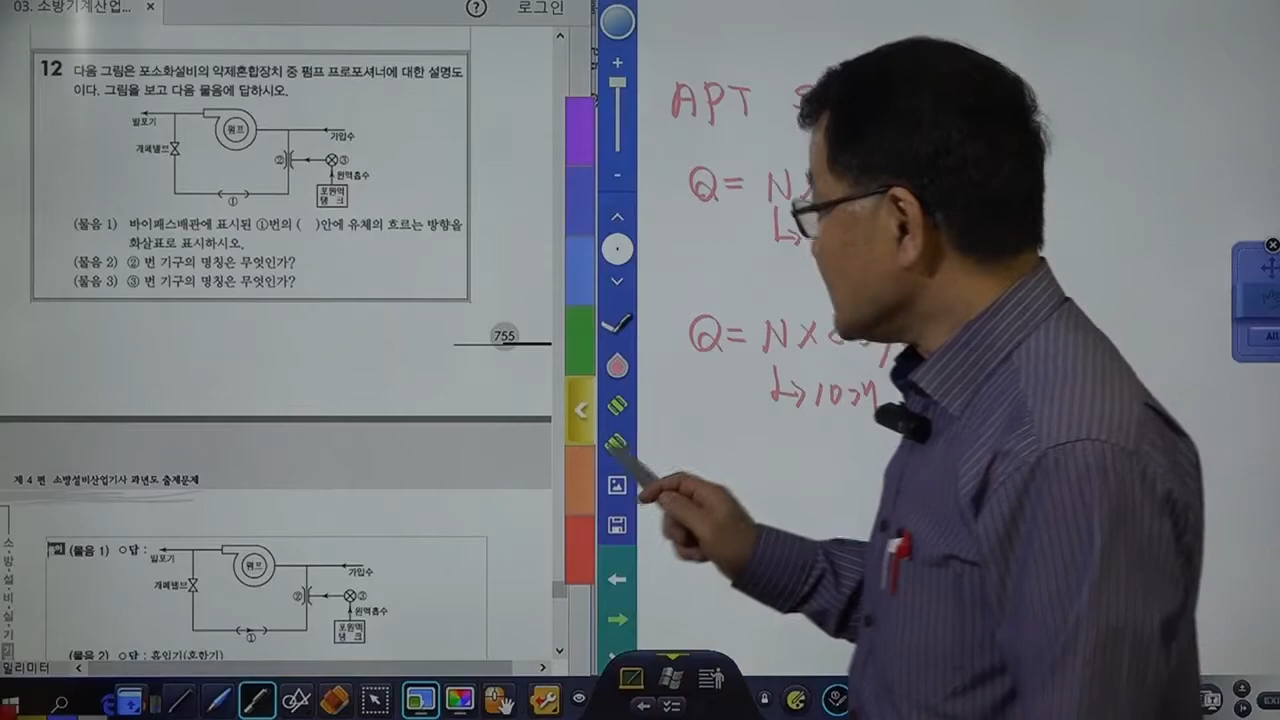 03. 소방기계산업...
로그인
12 다음 그림은 포소화설비의 약제혼합장치 중 펌프 프로포셔너에 대한 설명도
이다. 그림을 보고 다음 물음에 답하시오.
발포기
펌프
가압수
개폐밸브
②
③
원액흡수
포원액
탱 크
①
(물음 1) 바이패스배관에 표시된 ①번의 ( )안에 유체의 흐르는 방향을
화살표로 표시하시오.
(물음 2) ② 번 기구의 명칭은 무엇인가?
(물음 3) ③ 번 기구의 명칭은 무엇인가?
755
제 4 편 소방설비산업기사 과년도 출제문제
소·방·설·비·실·기
(물음 1) ○답 :
발포기
펌프
가압수
개폐밸브
②
③
원액흡수
포원액
탱 크
①
(물음 2) ○답 : 흡입기(혼합기)
밀리미터
APT
Q= N
Q= N×
↳10개
All